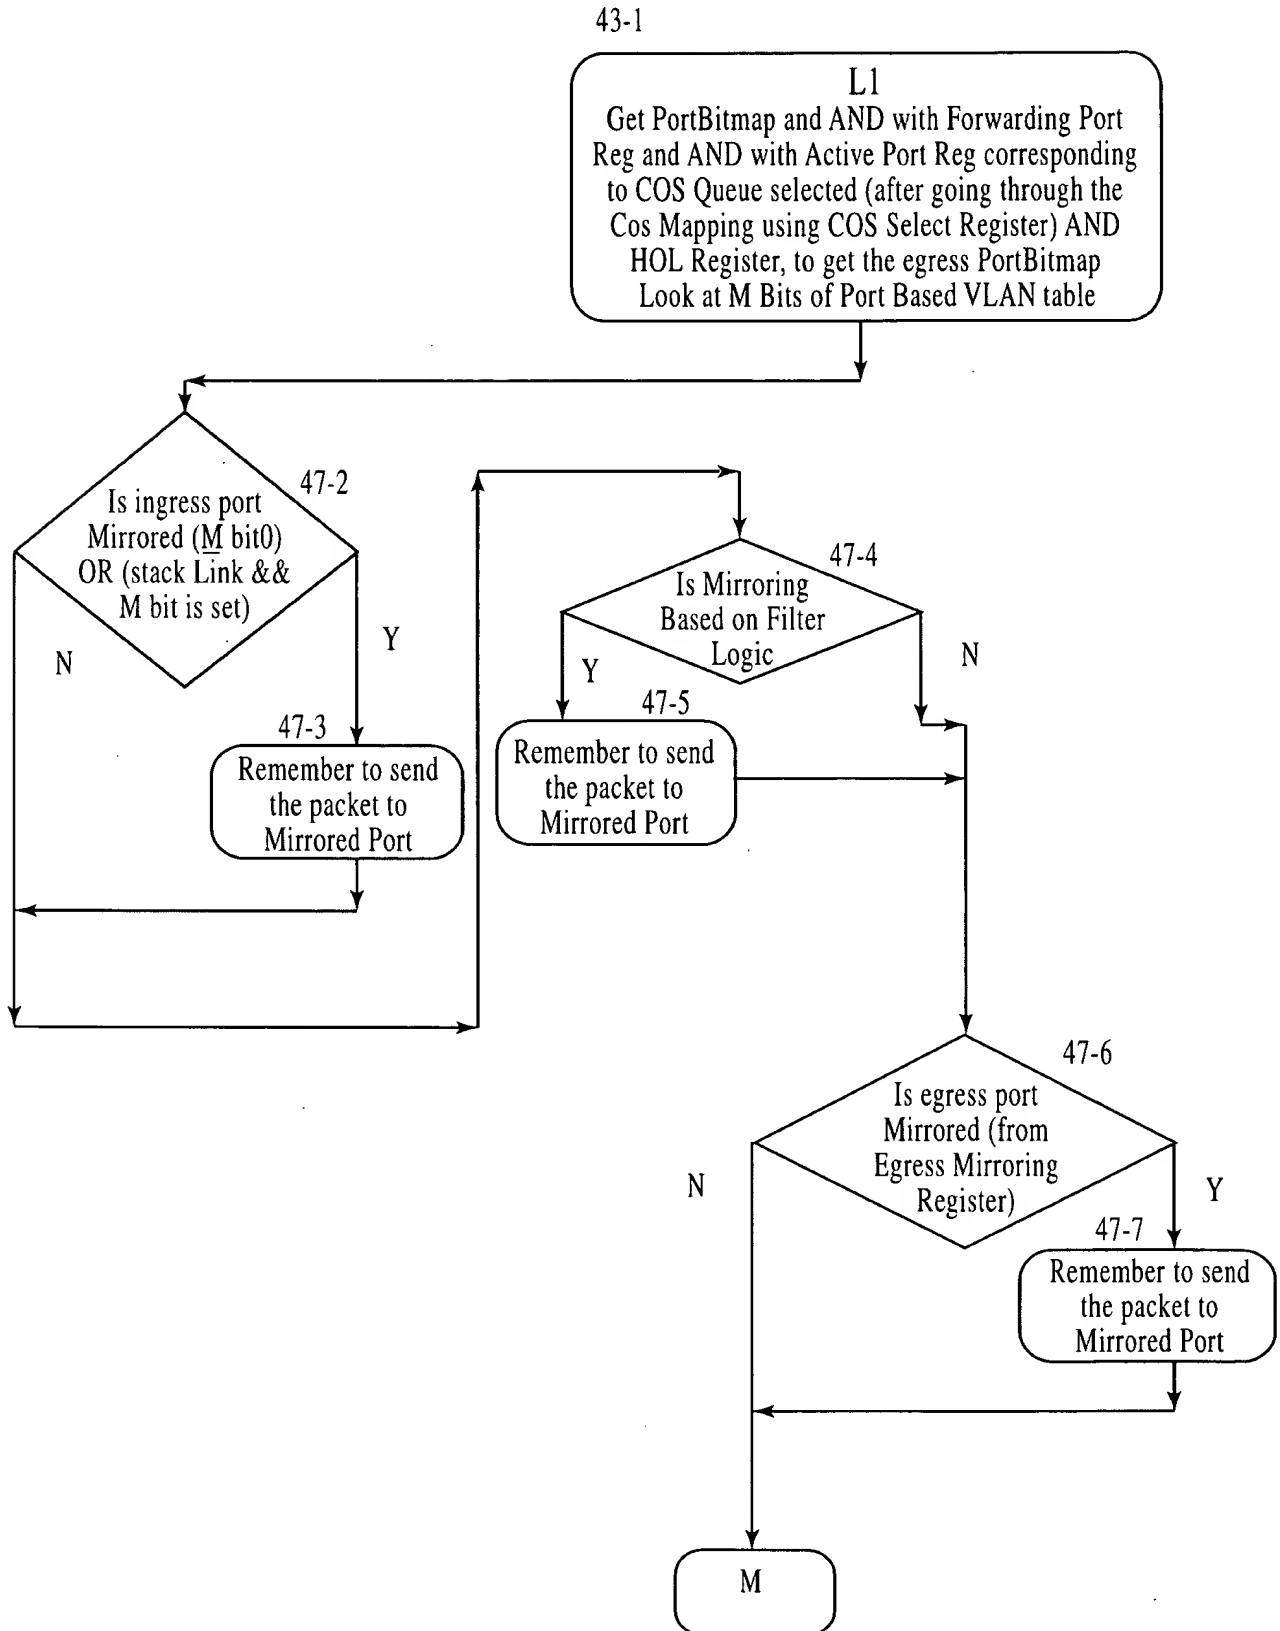 43-1
L1
Get PortBitmap and AND with Forwarding Port
Reg and AND with Active Port Reg corresponding
to COS Queue selected (after going through the
Cos Mapping using COS Select Register) AND
HOL Register, to get the egress PortBitmap
Look at M Bits of Port Based VLAN table
47-2
Is ingress port
Mirrored (M bit0)
OR (stack Link &&
M bit is set)
N
Y
47-3
Remember to send
the packet to
Mirrored Port
47-4
Is Mirroring
Based on Filter
Logic
Y
N
47-5
Remember to send
the packet to
Mirrored Port
47-6
Is egress port
Mirrored (from
Egress Mirroring
Register)
N
Y
47-7
Remember to send
the packet to
Mirrored Port
M